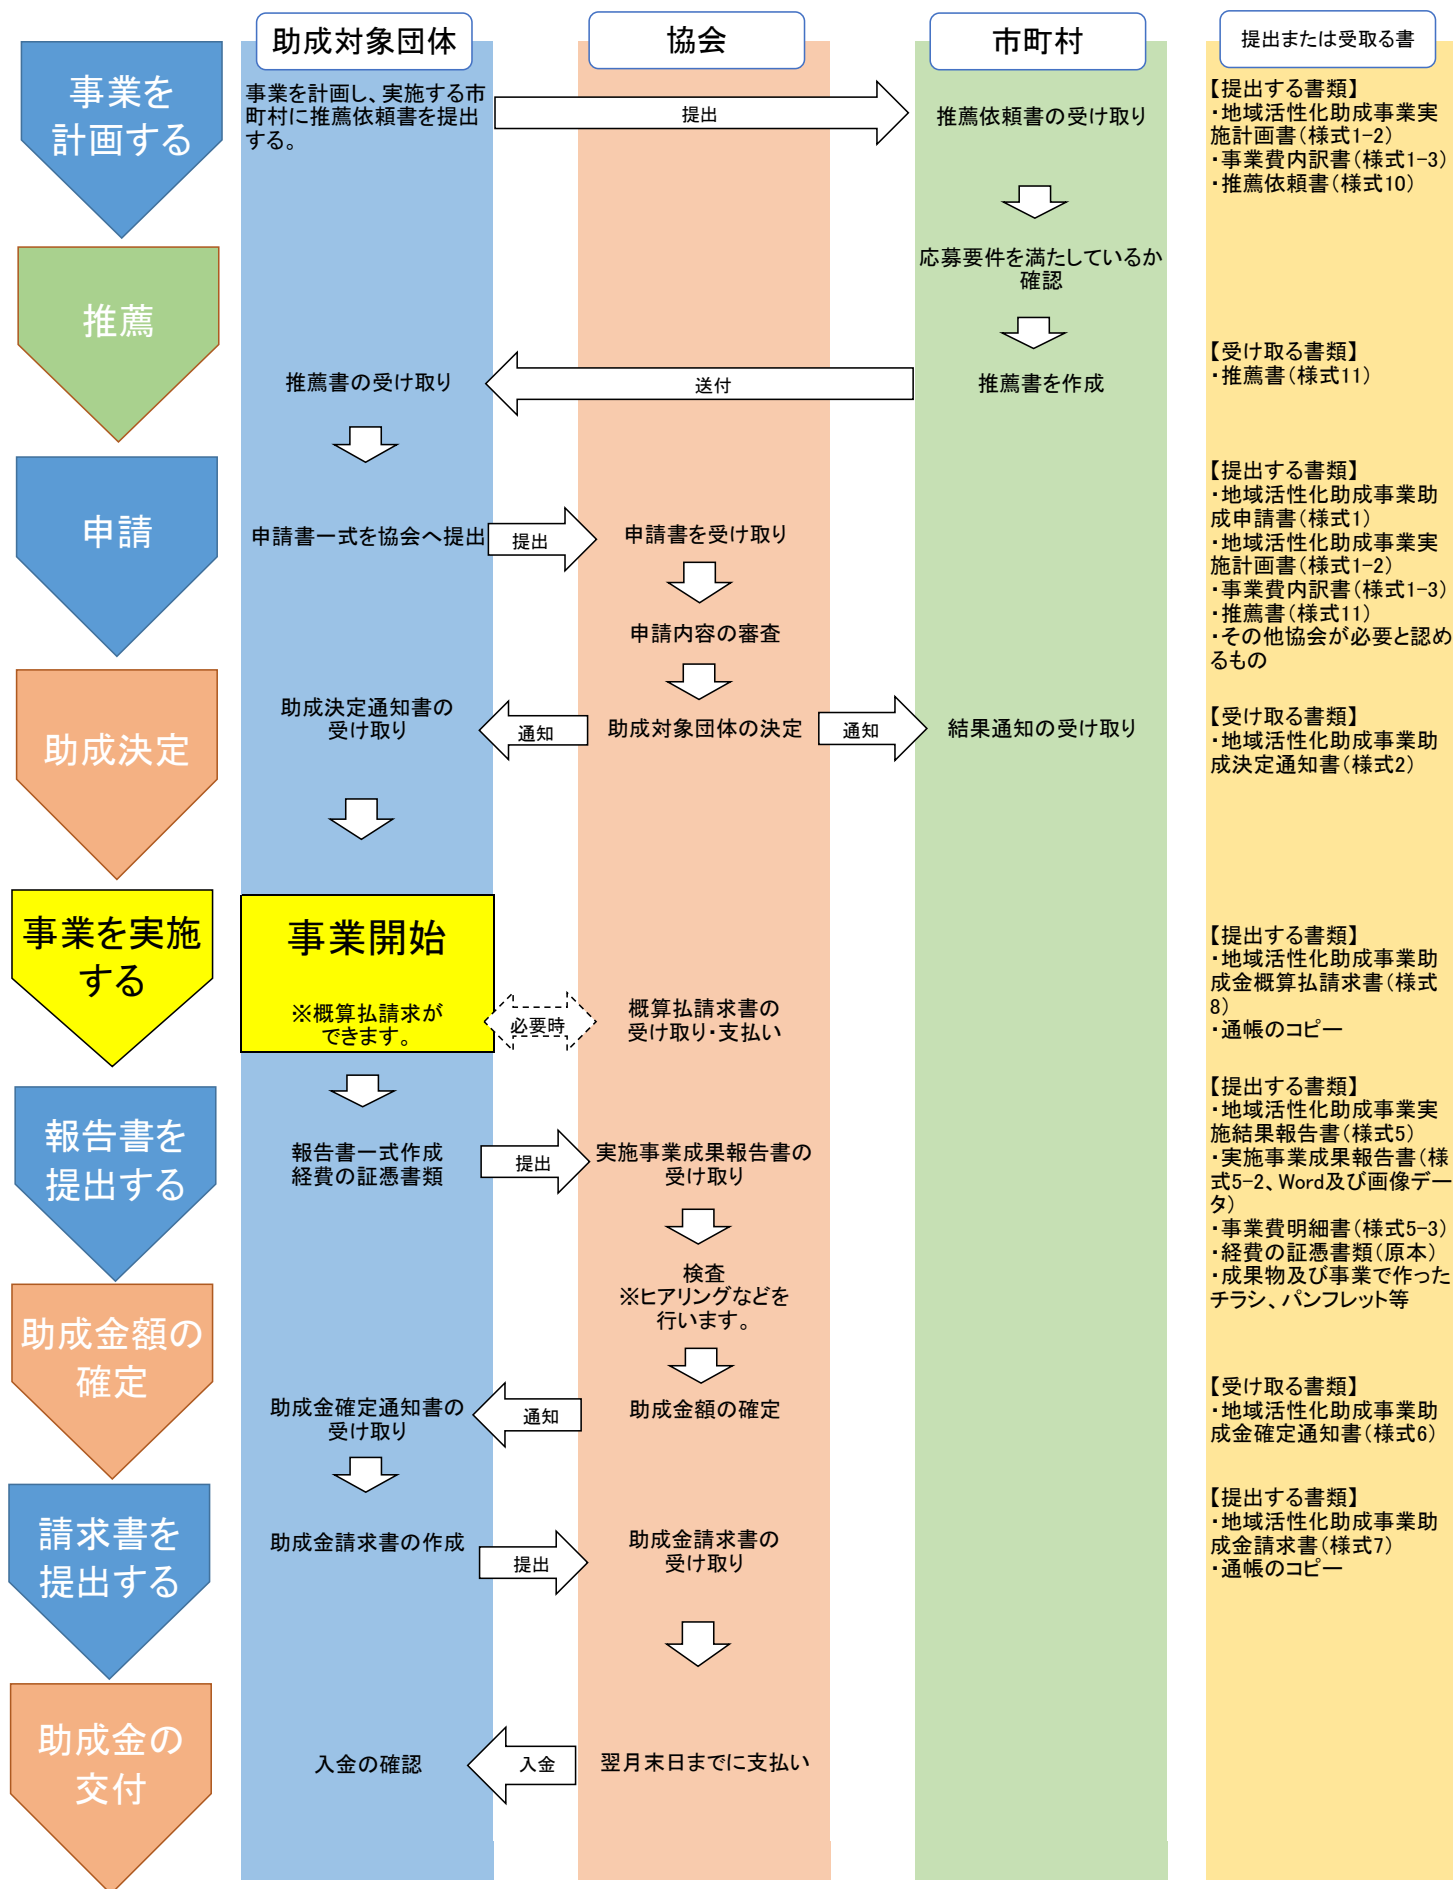 助成対象団体
協会
市町村
提出または受取る書
事業を
計画する
事業を計画し、実施する市
町村に推薦依頼書を提出
する。
提出
推薦依頼書の受け取り
【提出する書類】
・地域活性化助成事業実
施計画書(様式1-2)
・事業費内訳書(様式1-3)
・推薦依頼書(様式10)
推薦
応募要件を満たしているか
確認
推薦書の受け取り
送付
推薦書を作成
【受け取る書類】
・推薦書(様式11)
申請
申請書一式を協会へ提出
提出
申請書を受け取り
申請内容の審査
【提出する書類】
・地域活性化助成事業助
成申請書(様式1)
・地域活性化助成事業実
施計画書(様式1-2)
・事業費内訳書(様式1-3)
・推薦書(様式11)
・その他協会が必要と認め
るもの
助成決定
助成決定通知書の
受け取り
通知
助成対象団体の決定
通知
結果通知の受け取り
【受け取る書類】
・地域活性化助成事業助
成決定通知書(様式2)
事業を実施
する
事業開始
※概算払請求が
できます。
必要時
概算払請求書の
受け取り・支払い
【提出する書類】
・地域活性化助成事業助
成金概算払請求書(様式
8)
・通帳のコピー
報告書を
提出する
報告書一式作成
経費の証憑書類
提出
実施事業成果報告書の
受け取り
検査
※ヒアリングなどを
行います。
【提出する書類】
・地域活性化助成事業実
施結果報告書(様式5)
・実施事業成果報告書(様
式5-2、Word及び画像デー
タ)
・事業費明細書(様式5-3)
・経費の証憑書類(原本)
・成果物及び事業で作った
チラシ、パンフレット等
助成金額の
確定
助成金確定通知書の
受け取り
通知
助成金額の確定
【受け取る書類】
・地域活性化助成事業助
成金確定通知書(様式6)
請求書を
提出する
助成金請求書の作成
提出
助成金請求書の
受け取り
【提出する書類】
・地域活性化助成事業助
成金請求書(様式7)
・通帳のコピー
助成金の
交付
入金の確認
入金
翌月末日までに支払い